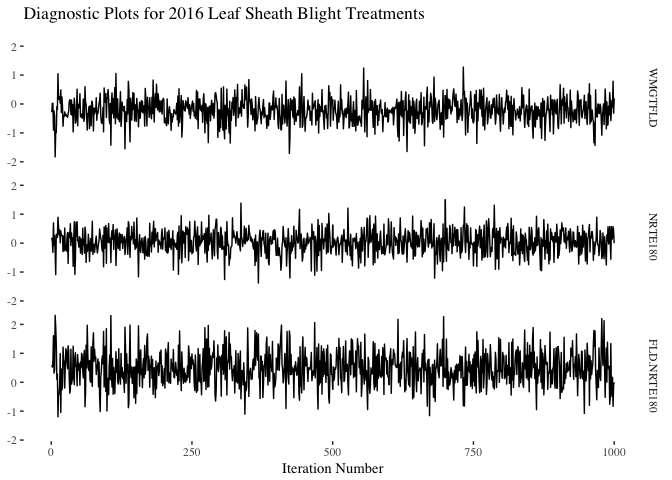 Diagnostic Plots for 2016 Leaf Sheath Blight Treatments
2
1
0
-1
-2
WMGTFLD
2
1
0
-1
-2
NRTE180
2
1
0
-1
-2
FLD.NRTE180
0 250 500 750 1000
Iteration Number